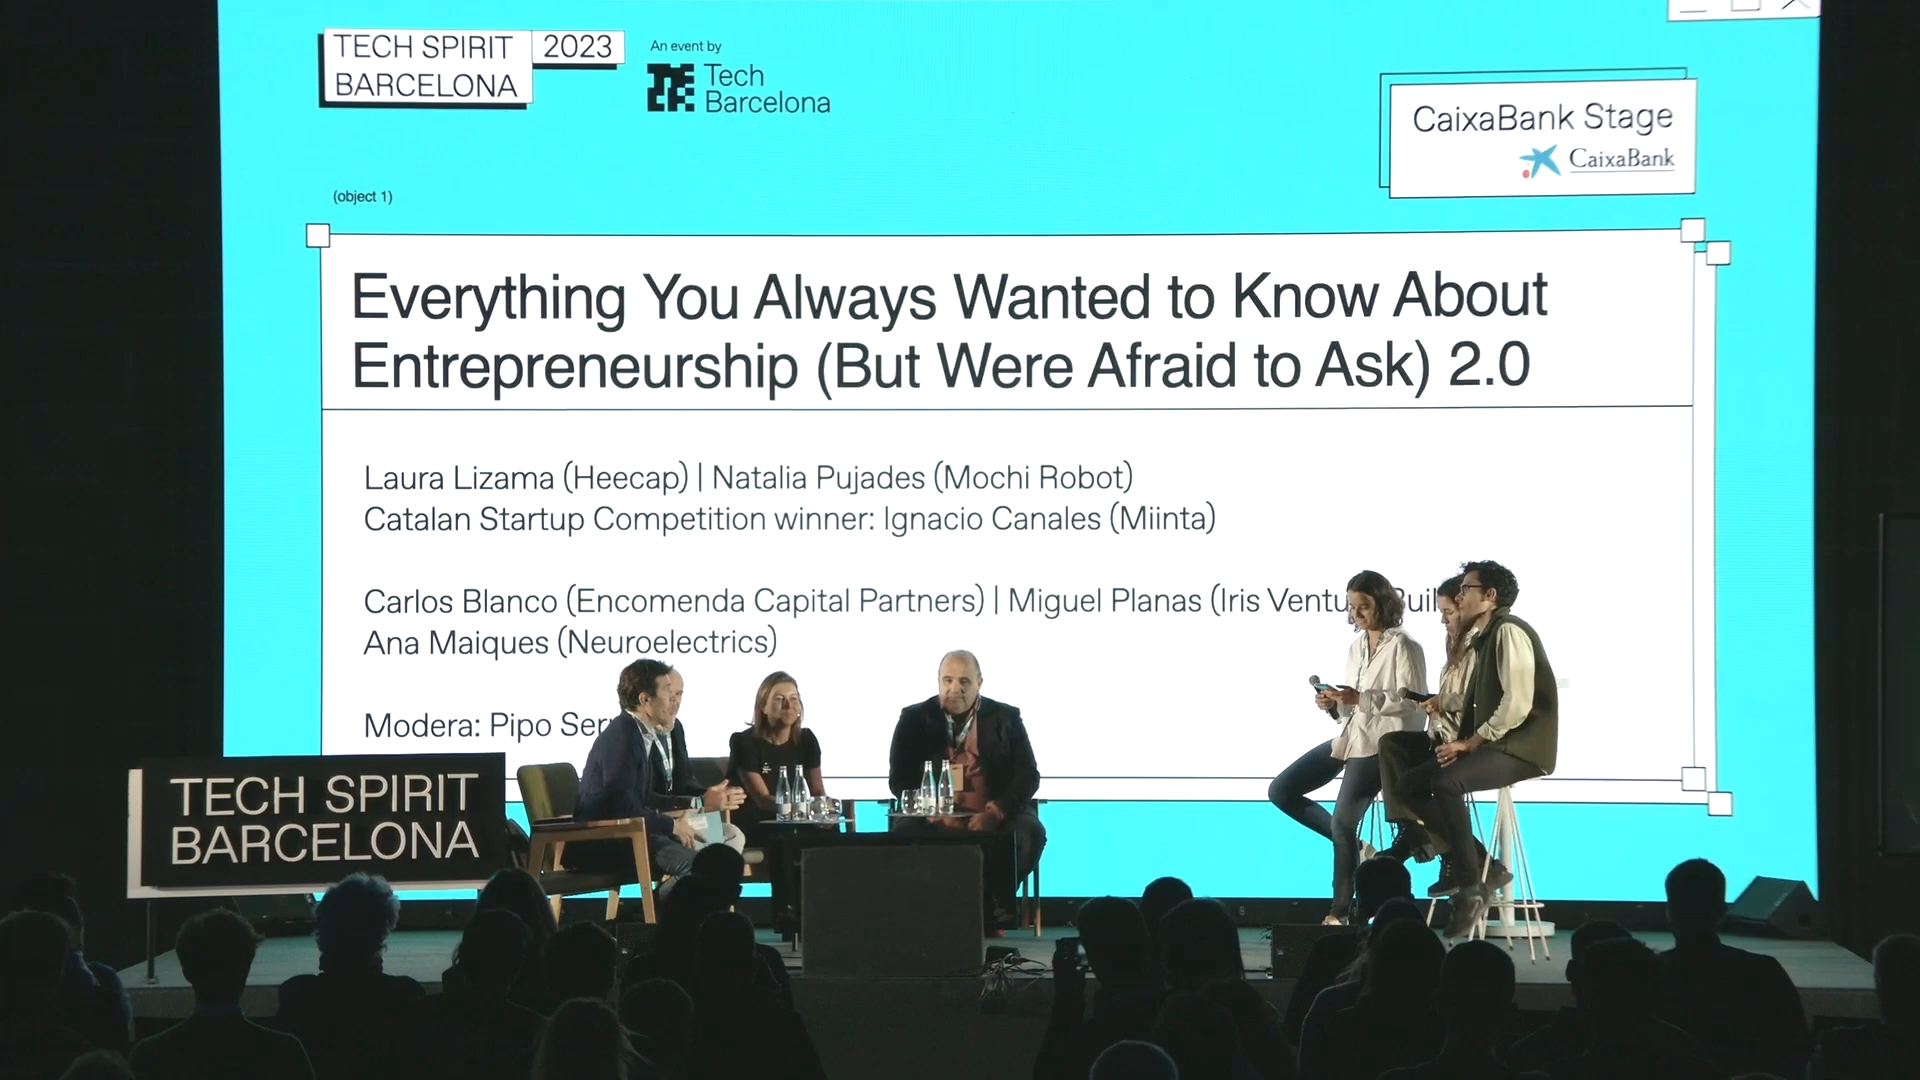 TECH SPIRIT
BARCELONA
2023
An event by
Tech
Barcelona
CaixaBank Stage
CaixaBank
(object 1)
Everything You Always Wanted to Know About
Entrepreneurship (But Were Afraid to Ask) 2.0
Laura Lizama (Heecap) | Natalia Pujades (Mochi Robot)
Catalan Startup Competition winner: Ignacio Canales (Miinta)
Carlos Blanco (Encomenda Capital Partners) | Miguel Planas (Iris
Ana Maiques (Neuroelectrics)
Modera: Pipo
TECH SPIRIT
BARCELONA